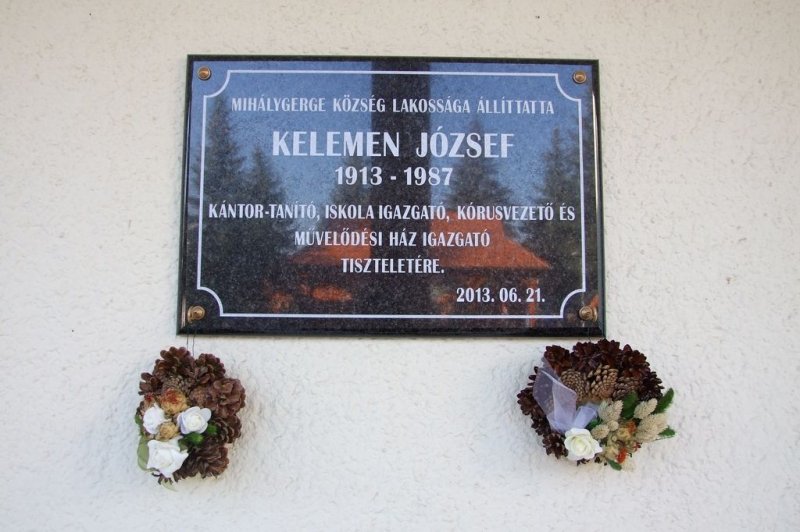 MIHÁLYGERGE KÖZSÉG LAKOSSÁGA ÁLLÍTTATTA
KELEMEN JÓZSEF
1913 - 1987
KÁNTOR-TANÍTÓ, ISKOLA IGAZGATÓ, KÓRUSVEZETŐ ÉS
MŰVELŐDÉSI HÁZ IGAZGATÓ
TISZTELETÉRE.
2013. 06. 21.